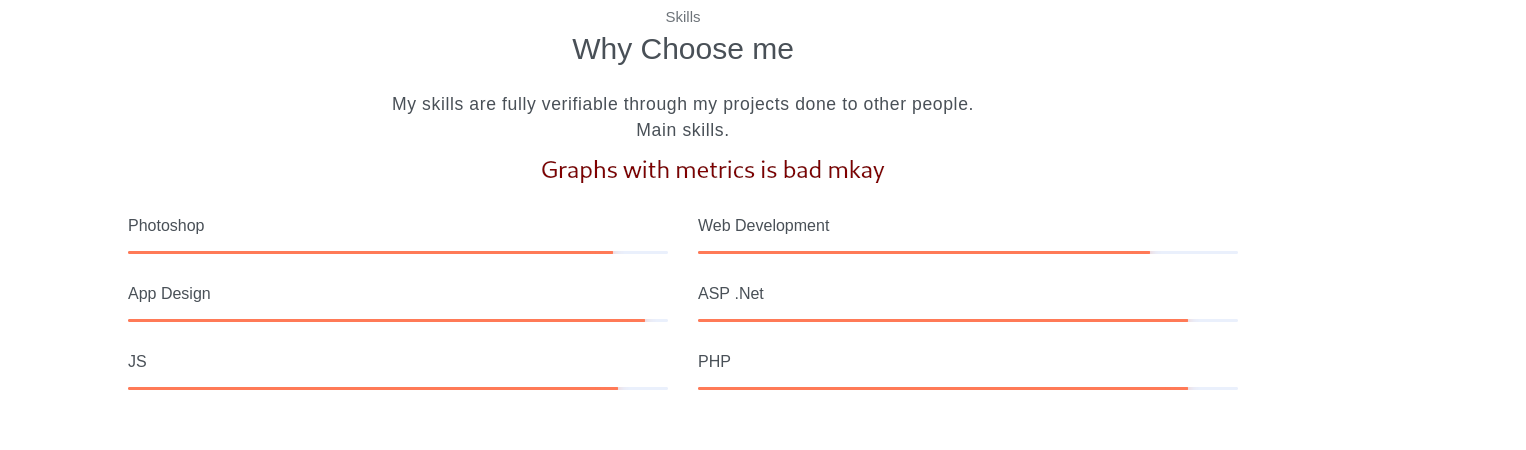 Skills
Why Choose me
My skills are fully verifiable through my projects done to other people.
Main skills.
Graphs with metrics is bad mkay
Photoshop
Web Development
App Design
ASP .Net
JS
PHP